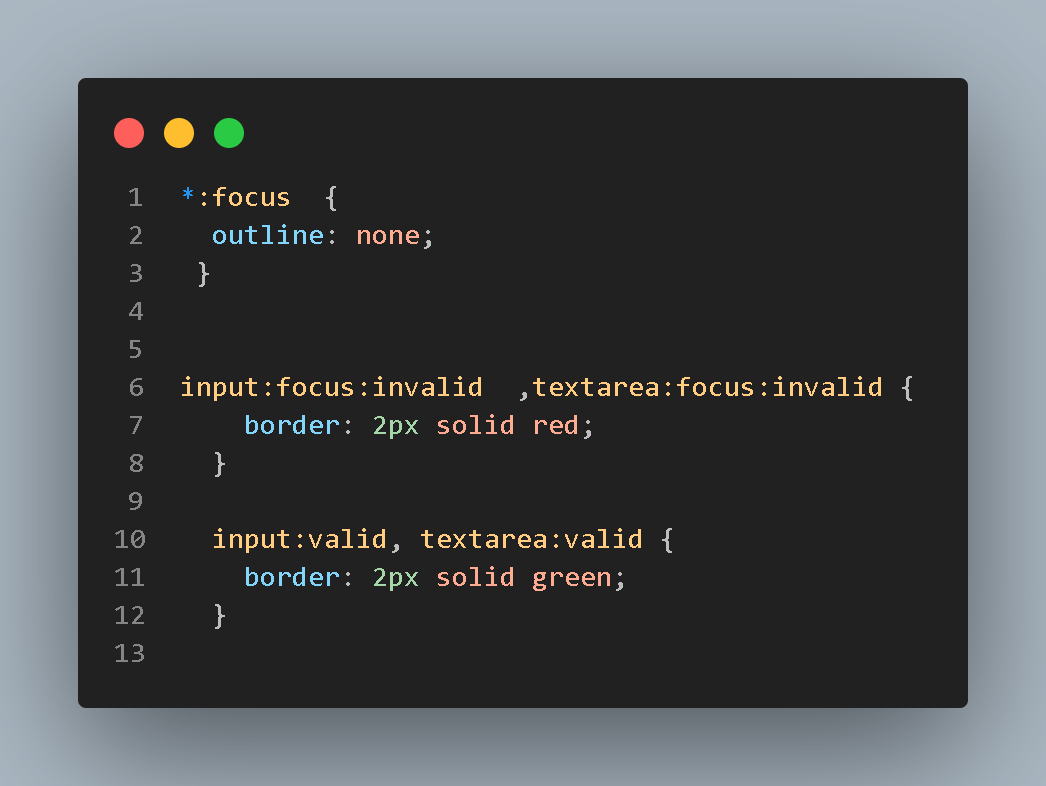 1 *:focus  {
2   outline: none;
3  }
4
5
6 input:focus:invalid  ,textarea:focus:invalid {
7     border: 2px solid red;
8   }
9
10   input:valid, textarea:valid {
11     border: 2px solid green;
12   }
13